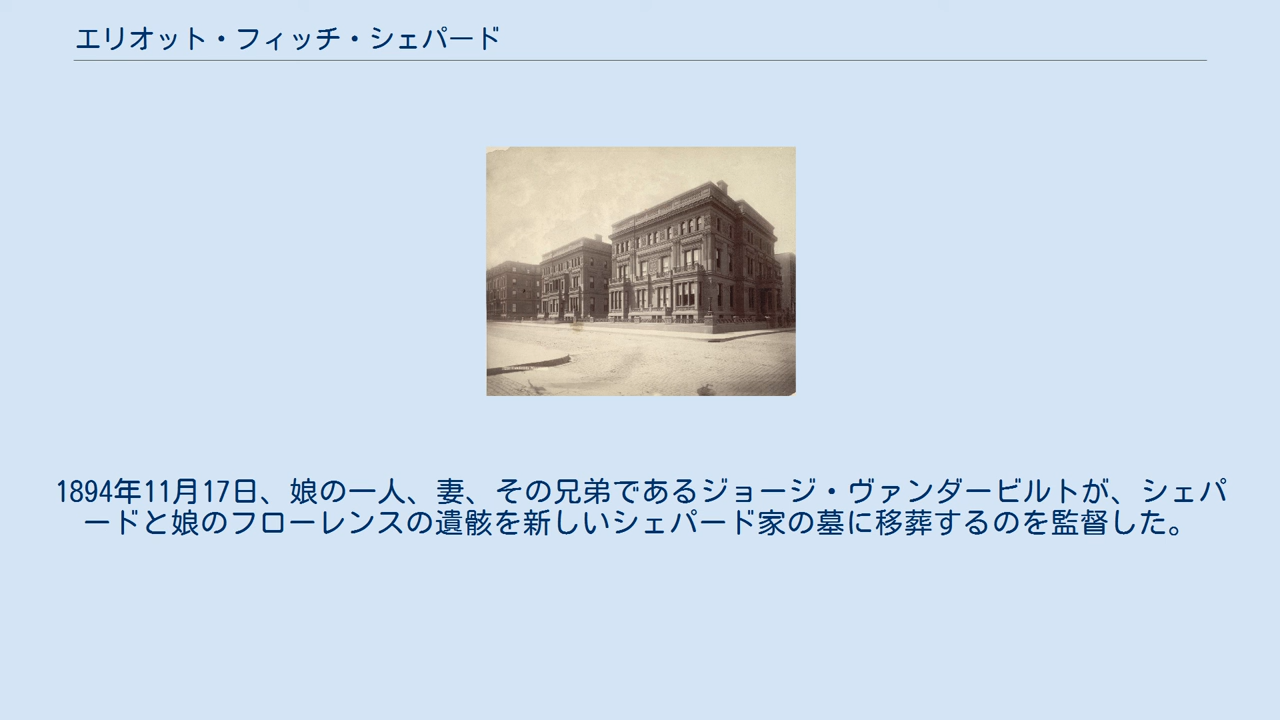 エリオット・フィッチ・シェパード
1894年11月17日、娘の一人、妻、その兄弟であるジョージ・ヴァンダービルトが、シェパ
ードと娘のフローレンスの遺骸を新しいシェパード家の墓に移葬するのを監督した。